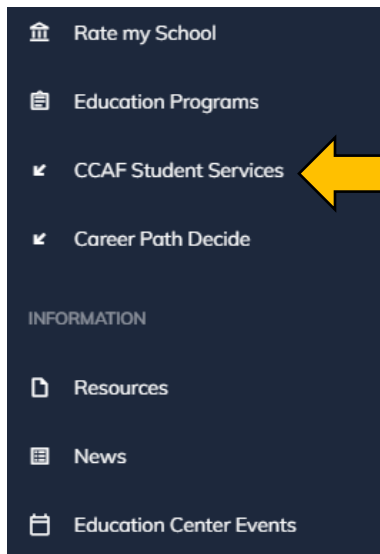 Rate my School
Education Programs
CCAF Student Services
Career Path Decide
INFORMATION
Resources
News
Education Center Events